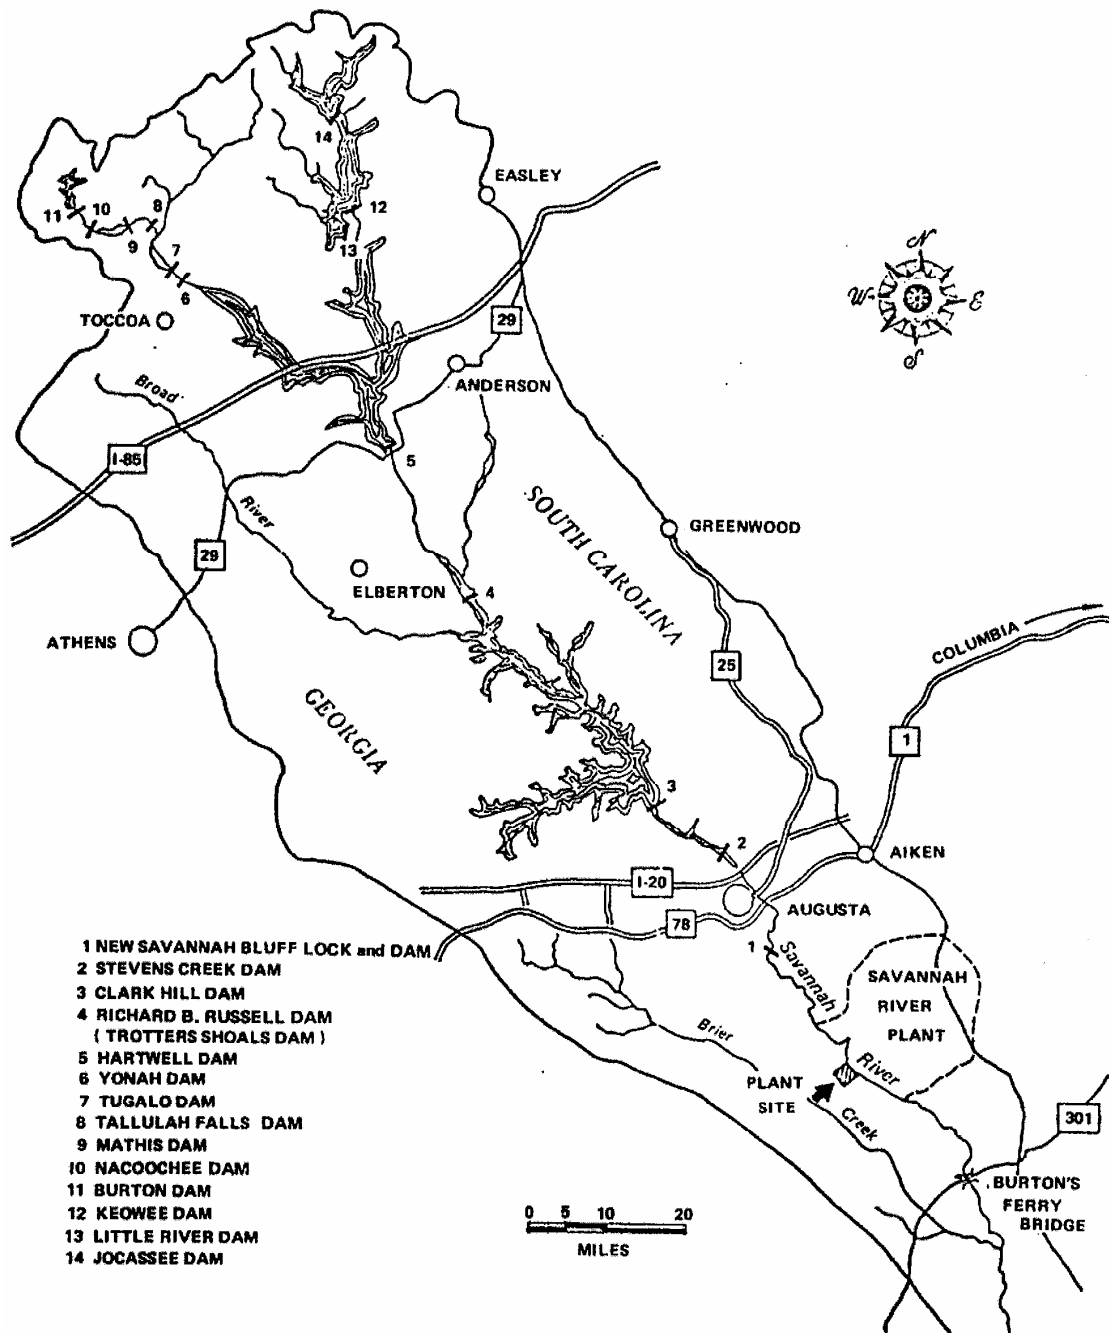 14
EASLEY
11
10
8
12
9
7
13
6
N
W
E
S
TOCCOA
29
ANDERSON
Broad
I-85
5
River
SOUTH CAROLINA
GREENWOOD
29
ELBERTON
4
ATHENS
COLUMBIA
25
GEORGIA
1
3
2
AIKEN
I-20
AUGUSTA
78
1
Savannah
SAVANNAH
RIVER
PLANT
Brier
River
PLANT
SITE
Creek
301
BURTON'S
FERRY
BRIDGE
1 NEW SAVANNAH BLUFF LOCK and DAM
2 STEVENS CREEK DAM
3 CLARK HILL DAM
4 RICHARD B. RUSSELL DAM
( TROTTERS SHOALS DAM )
5 HARTWELL DAM
6 YONAH DAM
7 TUGALO DAM
8 TALLULAH FALLS DAM
9 MATHIS DAM
10 NACOOCHEE DAM
11 BURTON DAM
12 KEOWEE DAM
13 LITTLE RIVER DAM
14 JOCASSEE DAM
0 5 10 20
MILES